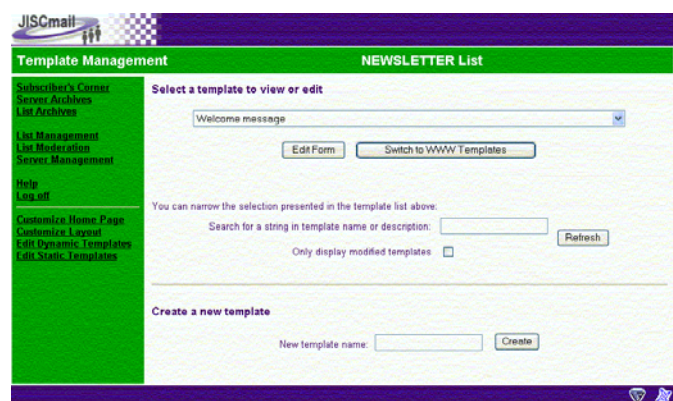 JISCmail
Template Management
NEWSLETTER List
Subscriber's Corner
Server Archives
List Archives
List Management
List Moderation
Server Management
Help
Log off
Customize Home Page
Customize Layout
Edit Dynamic Templates
Edit Static Templates
Select a template to view or edit
Welcome message
Edit Form
Switch to WWW Templates
You can narrow the selection presented in the template list above:
Search for a string in template name or description:
Refresh
Only display modified templates
Create a new template
New template name:
Create